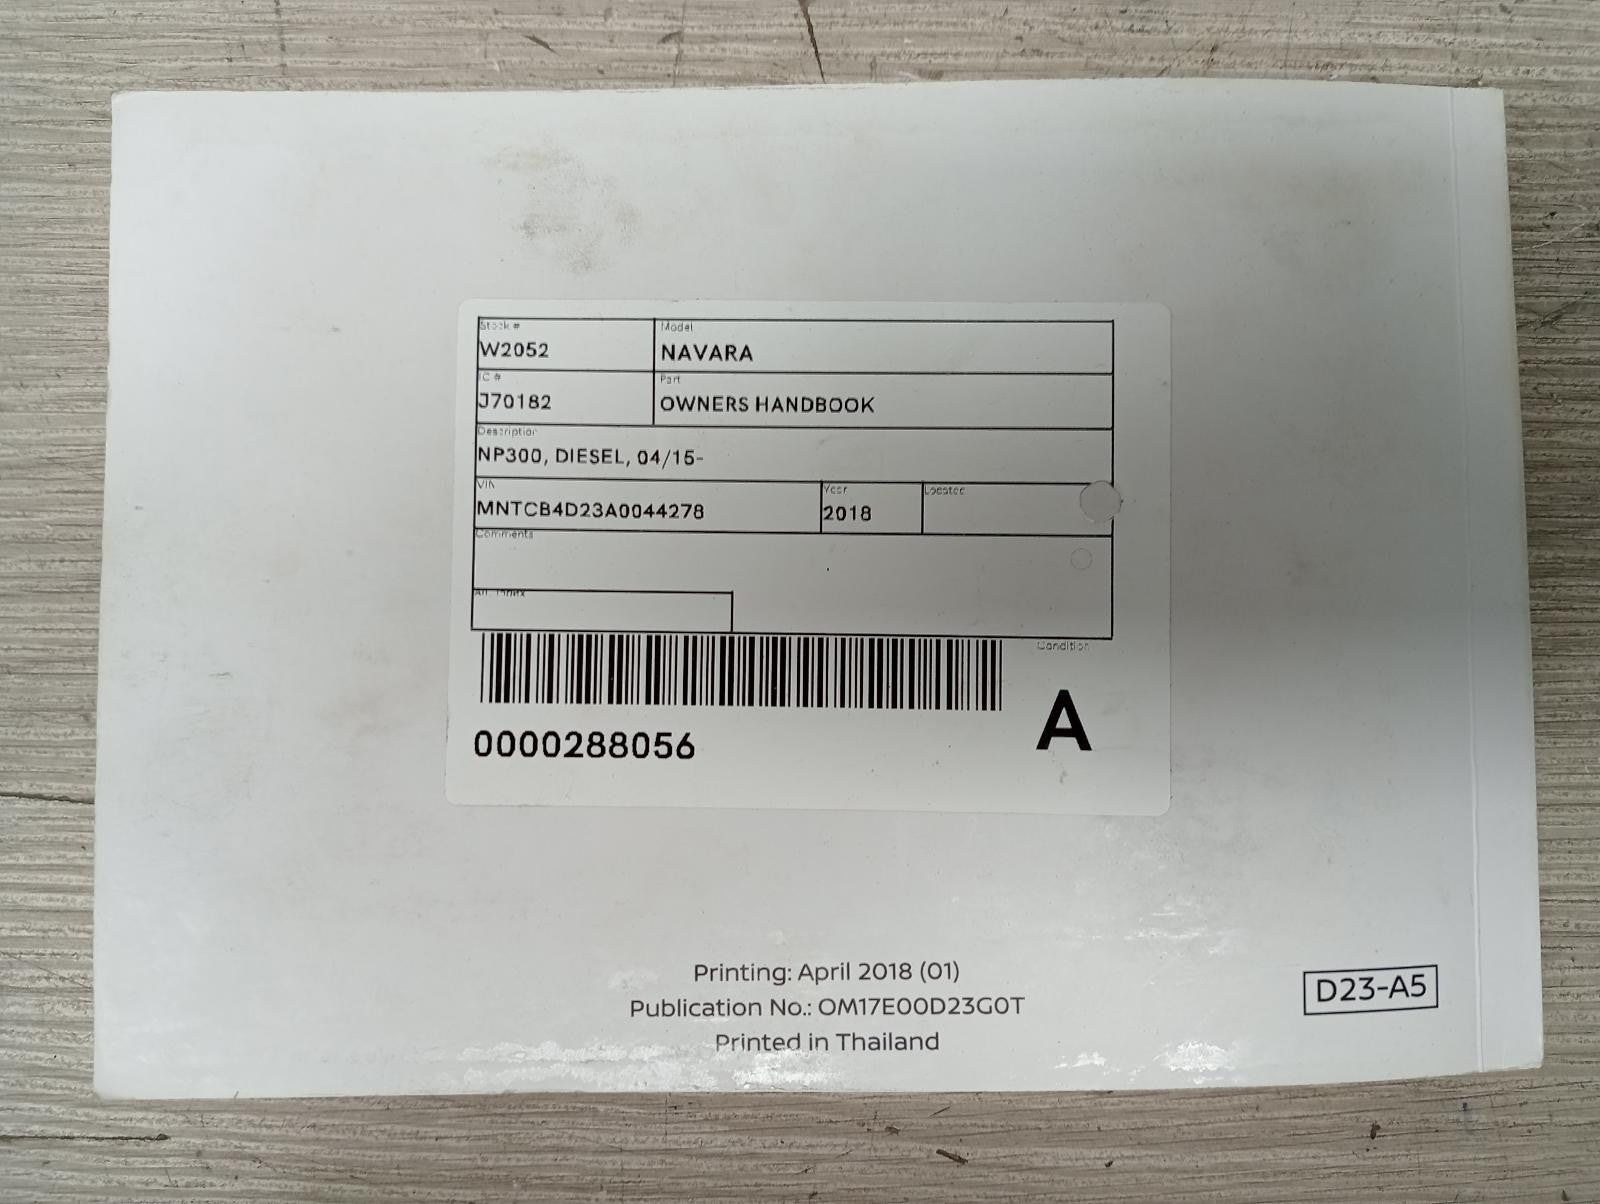 Stock # Model
W2052 NAVARA
IC # Part
J70182 OWNERS HANDBOOK
Description
NP300, DIESEL, 04/15-
VIN Year
MNTCB4D23A0044278 2018
Comments
Condition
A
0000288056
Printing: April 2018 (01)
Publication No.: OM17E00D23G0T
Printed in Thailand
D23-A5